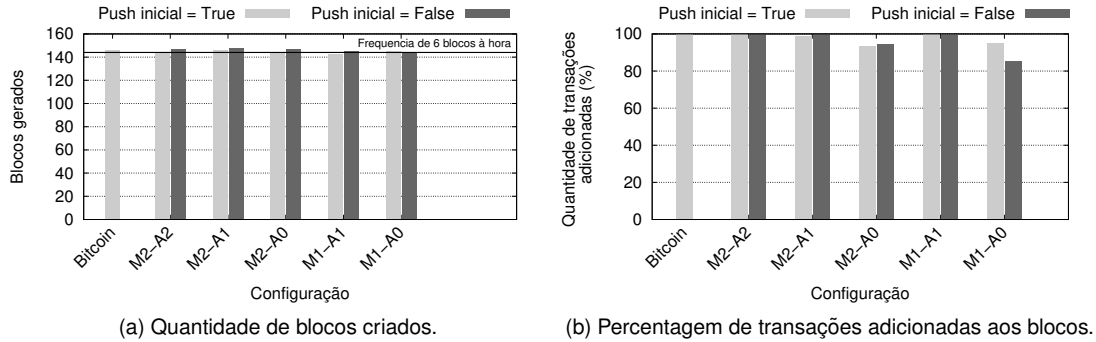 Push inicial = True
Push inicial = False
Frequencia de 6 blocos à hora
160
140
120
100
80
60
40
20
0
Blocos gerados
Bitcoin
M2−A2
M2−A1
M2−A0
M1−A1
M1−A0
Configuração
(a) Quantidade de blocos criados.
Push inicial = True
Push inicial = False
100
80
60
40
20
0
Quantidade de transações
adicionadas (%)
Bitcoin
M2−A2
M2−A1
M2−A0
M1−A1
M1−A0
Configuração
(b) Percentagem de transações adicionadas aos blocos.